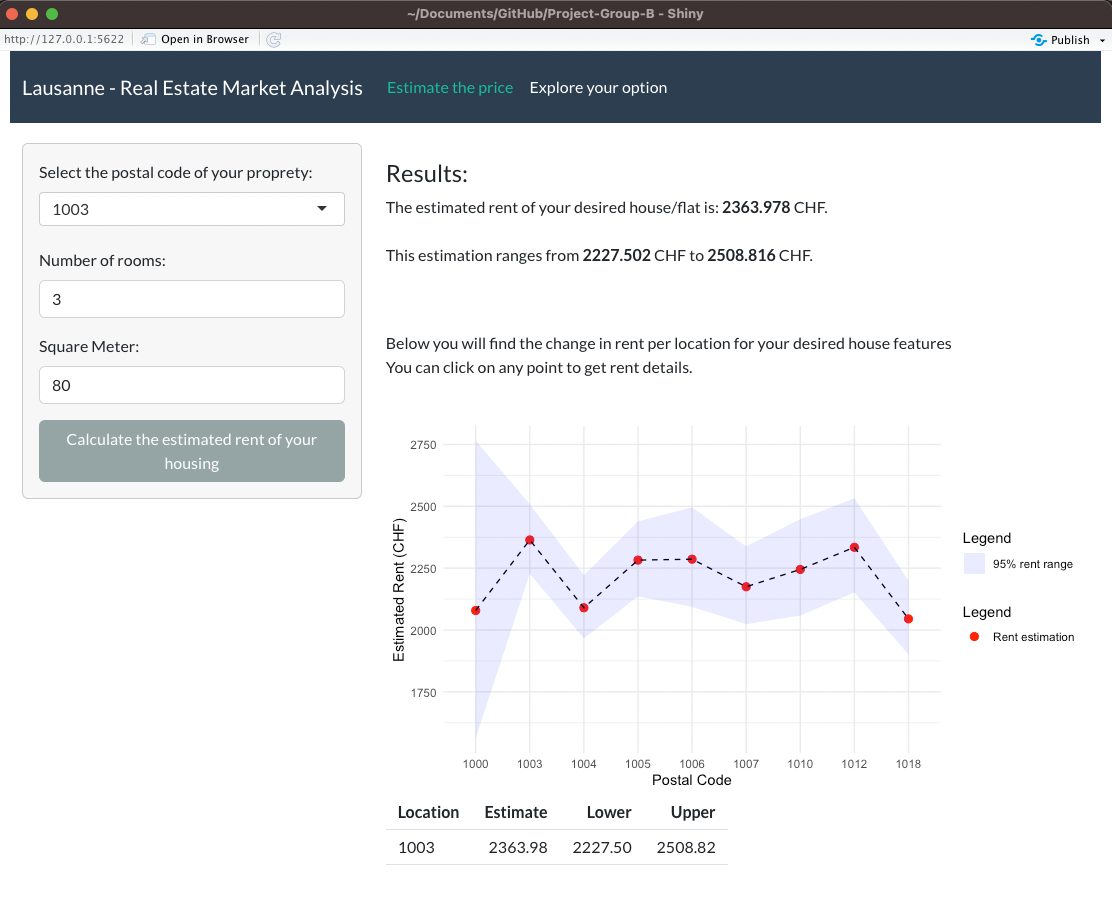 ~/Documents/GitHub/Project-Group-B - Shiny
http://127.0.0.1:5622 Open in Browser Publish
Lausanne - Real Estate Market Analysis Estimate the price Explore your option
Select the postal code of your proprety:
1003
Number of rooms:
3
Square Meter:
80
Calculate the estimated rent of your
housing
Results:
The estimated rent of your desired house/flat is: 2363.978 CHF.
This estimation ranges from 2227.502 CHF to 2508.816 CHF.
Below you will find the change in rent per location for your desired house features
You can click on any point to get rent details.
Estimated Rent (CHF)
2750
2500
2250
2000
1750
1000 1003 1004 1005 1006 1007 1010 1012 1018
Postal Code
Legend
95% rent range
Legend
Rent estimation
Location Estimate Lower Upper
1003 2363.98 2227.50 2508.82